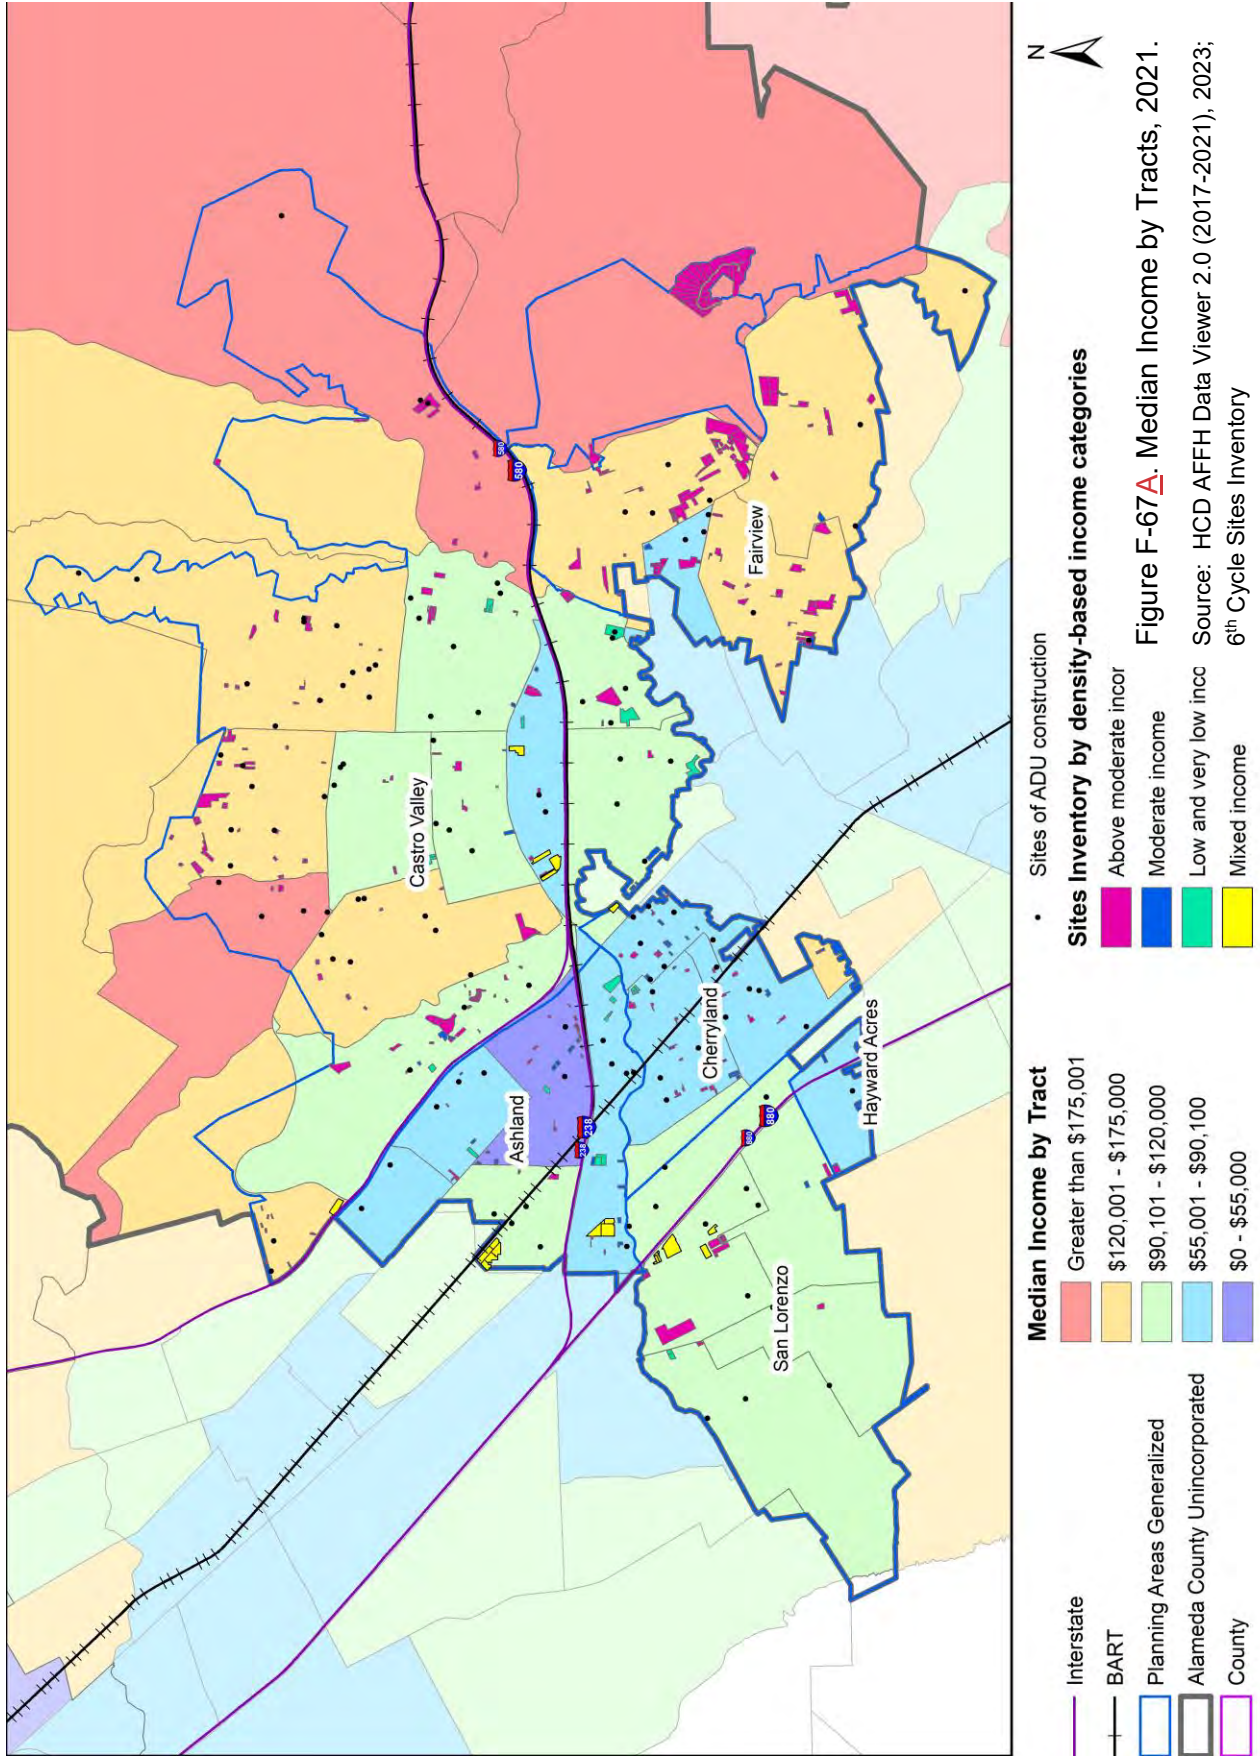 Castro Valley
Ashland
Cherryland
Fairview
Hayward Acres
San Lorenzo
580
580
238
238
880
880
N
Interstate
BART
Planning Areas Generalized
Alameda County Unincorporated
County
Median Income by Tract
Greater than $175,001
$120,001 - $175,000
$90,101 - $120,000
$55,001 - $90,100
$0 - $55,000
Sites of ADU construction
Sites Inventory by density-based income categories
Above moderate incor
Moderate income
Low and very low incc
Mixed income
Figure F-67A. Median Income by Tracts, 2021.
Source: HCD AFFH Data Viewer 2.0 (2017-2021), 2023;
6th Cycle Sites Inventory